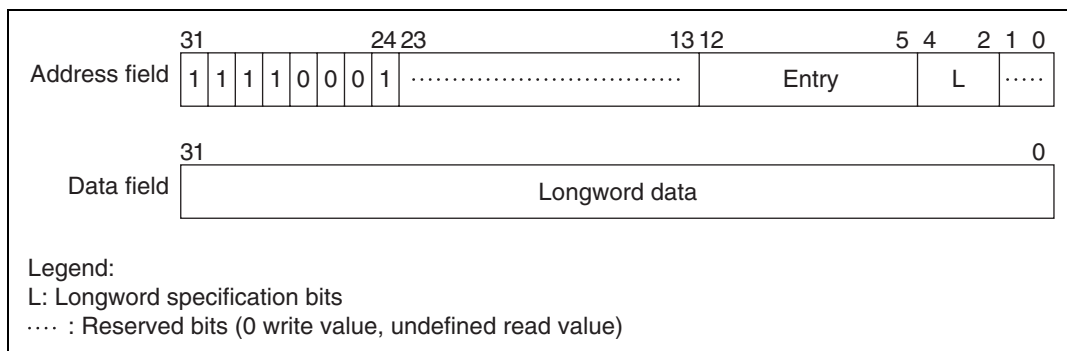 31 24 23 13 12 5 4 2 1 0
Address field 1 1 1 1 0 0 0 1 ................................. Entry L .....
31 0
Data field Longword data
Legend:
L: Longword specification bits
.... : Reserved bits (0 write value, undefined read value)